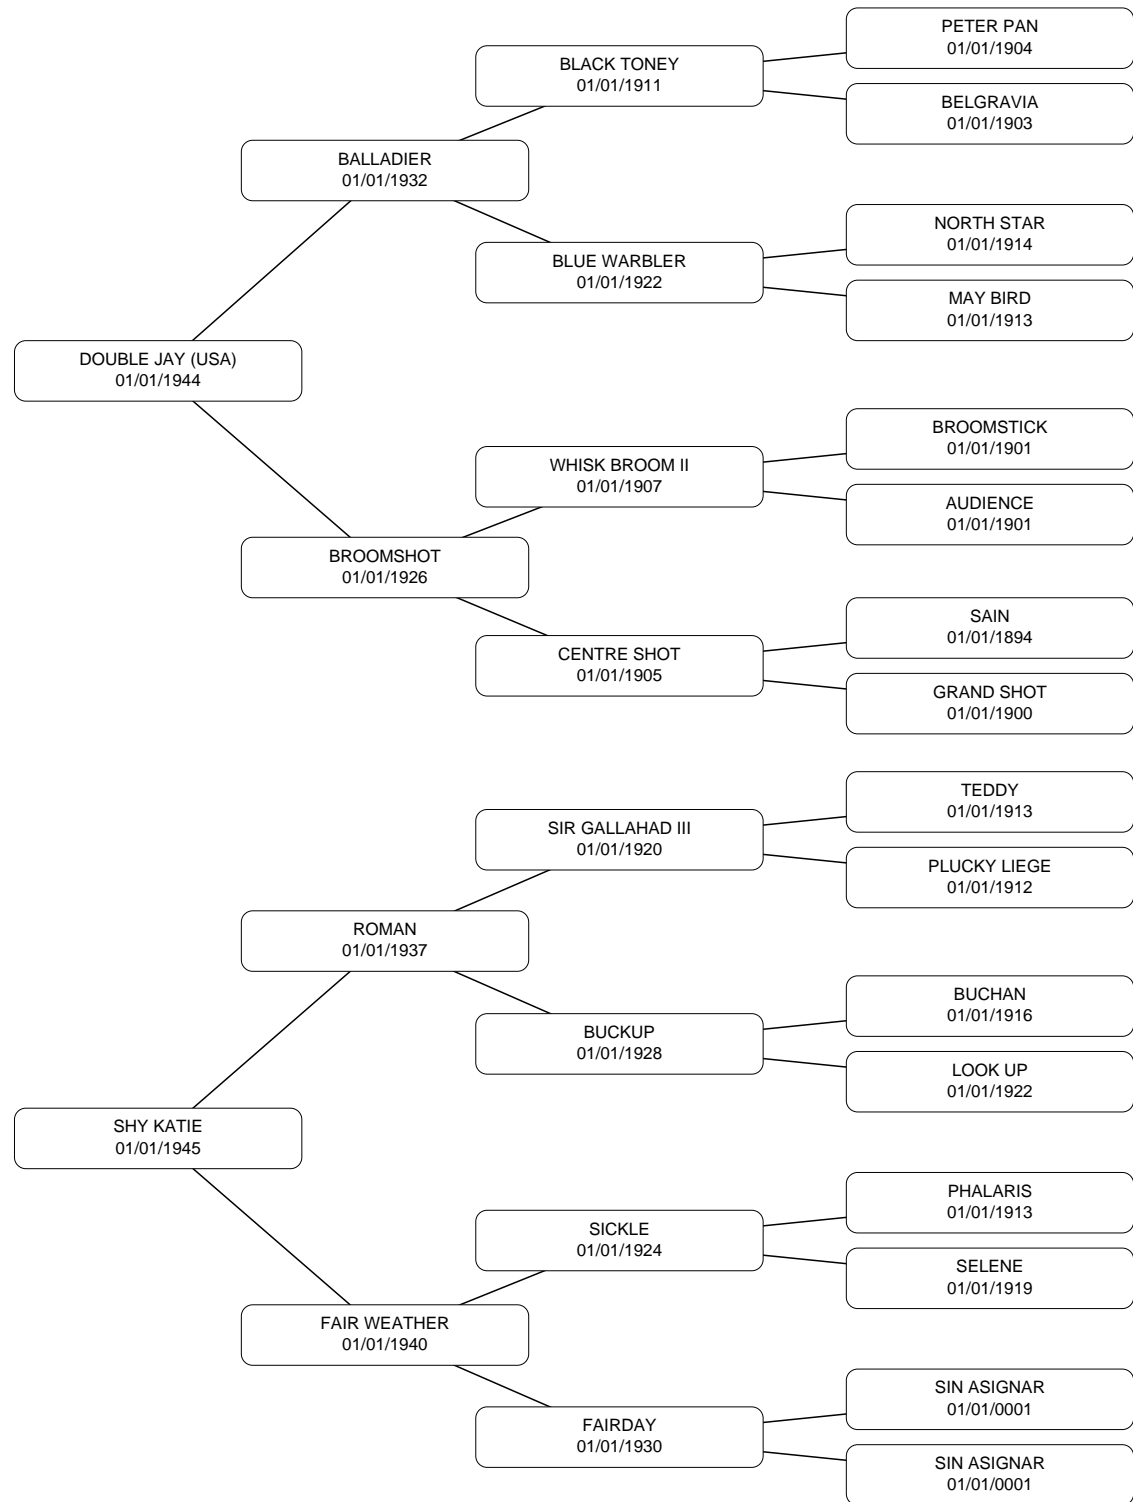 PETER PAN
01/01/1904
BLACK TONEY
01/01/1911
BELGRAVIA
01/01/1903
BALLADIER
01/01/1932
NORTH STAR
01/01/1914
BLUE WARBLER
01/01/1922
MAY BIRD
01/01/1913
DOUBLE JAY (USA)
01/01/1944
BROOMSTICK
01/01/1901
WHISK BROOM II
01/01/1907
AUDIENCE
01/01/1901
BROOMSHOT
01/01/1926
SAIN
01/01/1894
CENTRE SHOT
01/01/1905
GRAND SHOT
01/01/1900
TEDDY
01/01/1913
SIR GALLAHAD III
01/01/1920
PLUCKY LIEGE
01/01/1912
ROMAN
01/01/1937
BUCHAN
01/01/1916
BUCKUP
01/01/1928
LOOK UP
01/01/1922
SHY KATIE
01/01/1945
PHALARIS
01/01/1913
SICKLE
01/01/1924
SELENE
01/01/1919
FAIR WEATHER
01/01/1940
SIN ASIGNAR
01/01/0001
FAIRDAY
01/01/1930
SIN ASIGNAR
01/01/0001